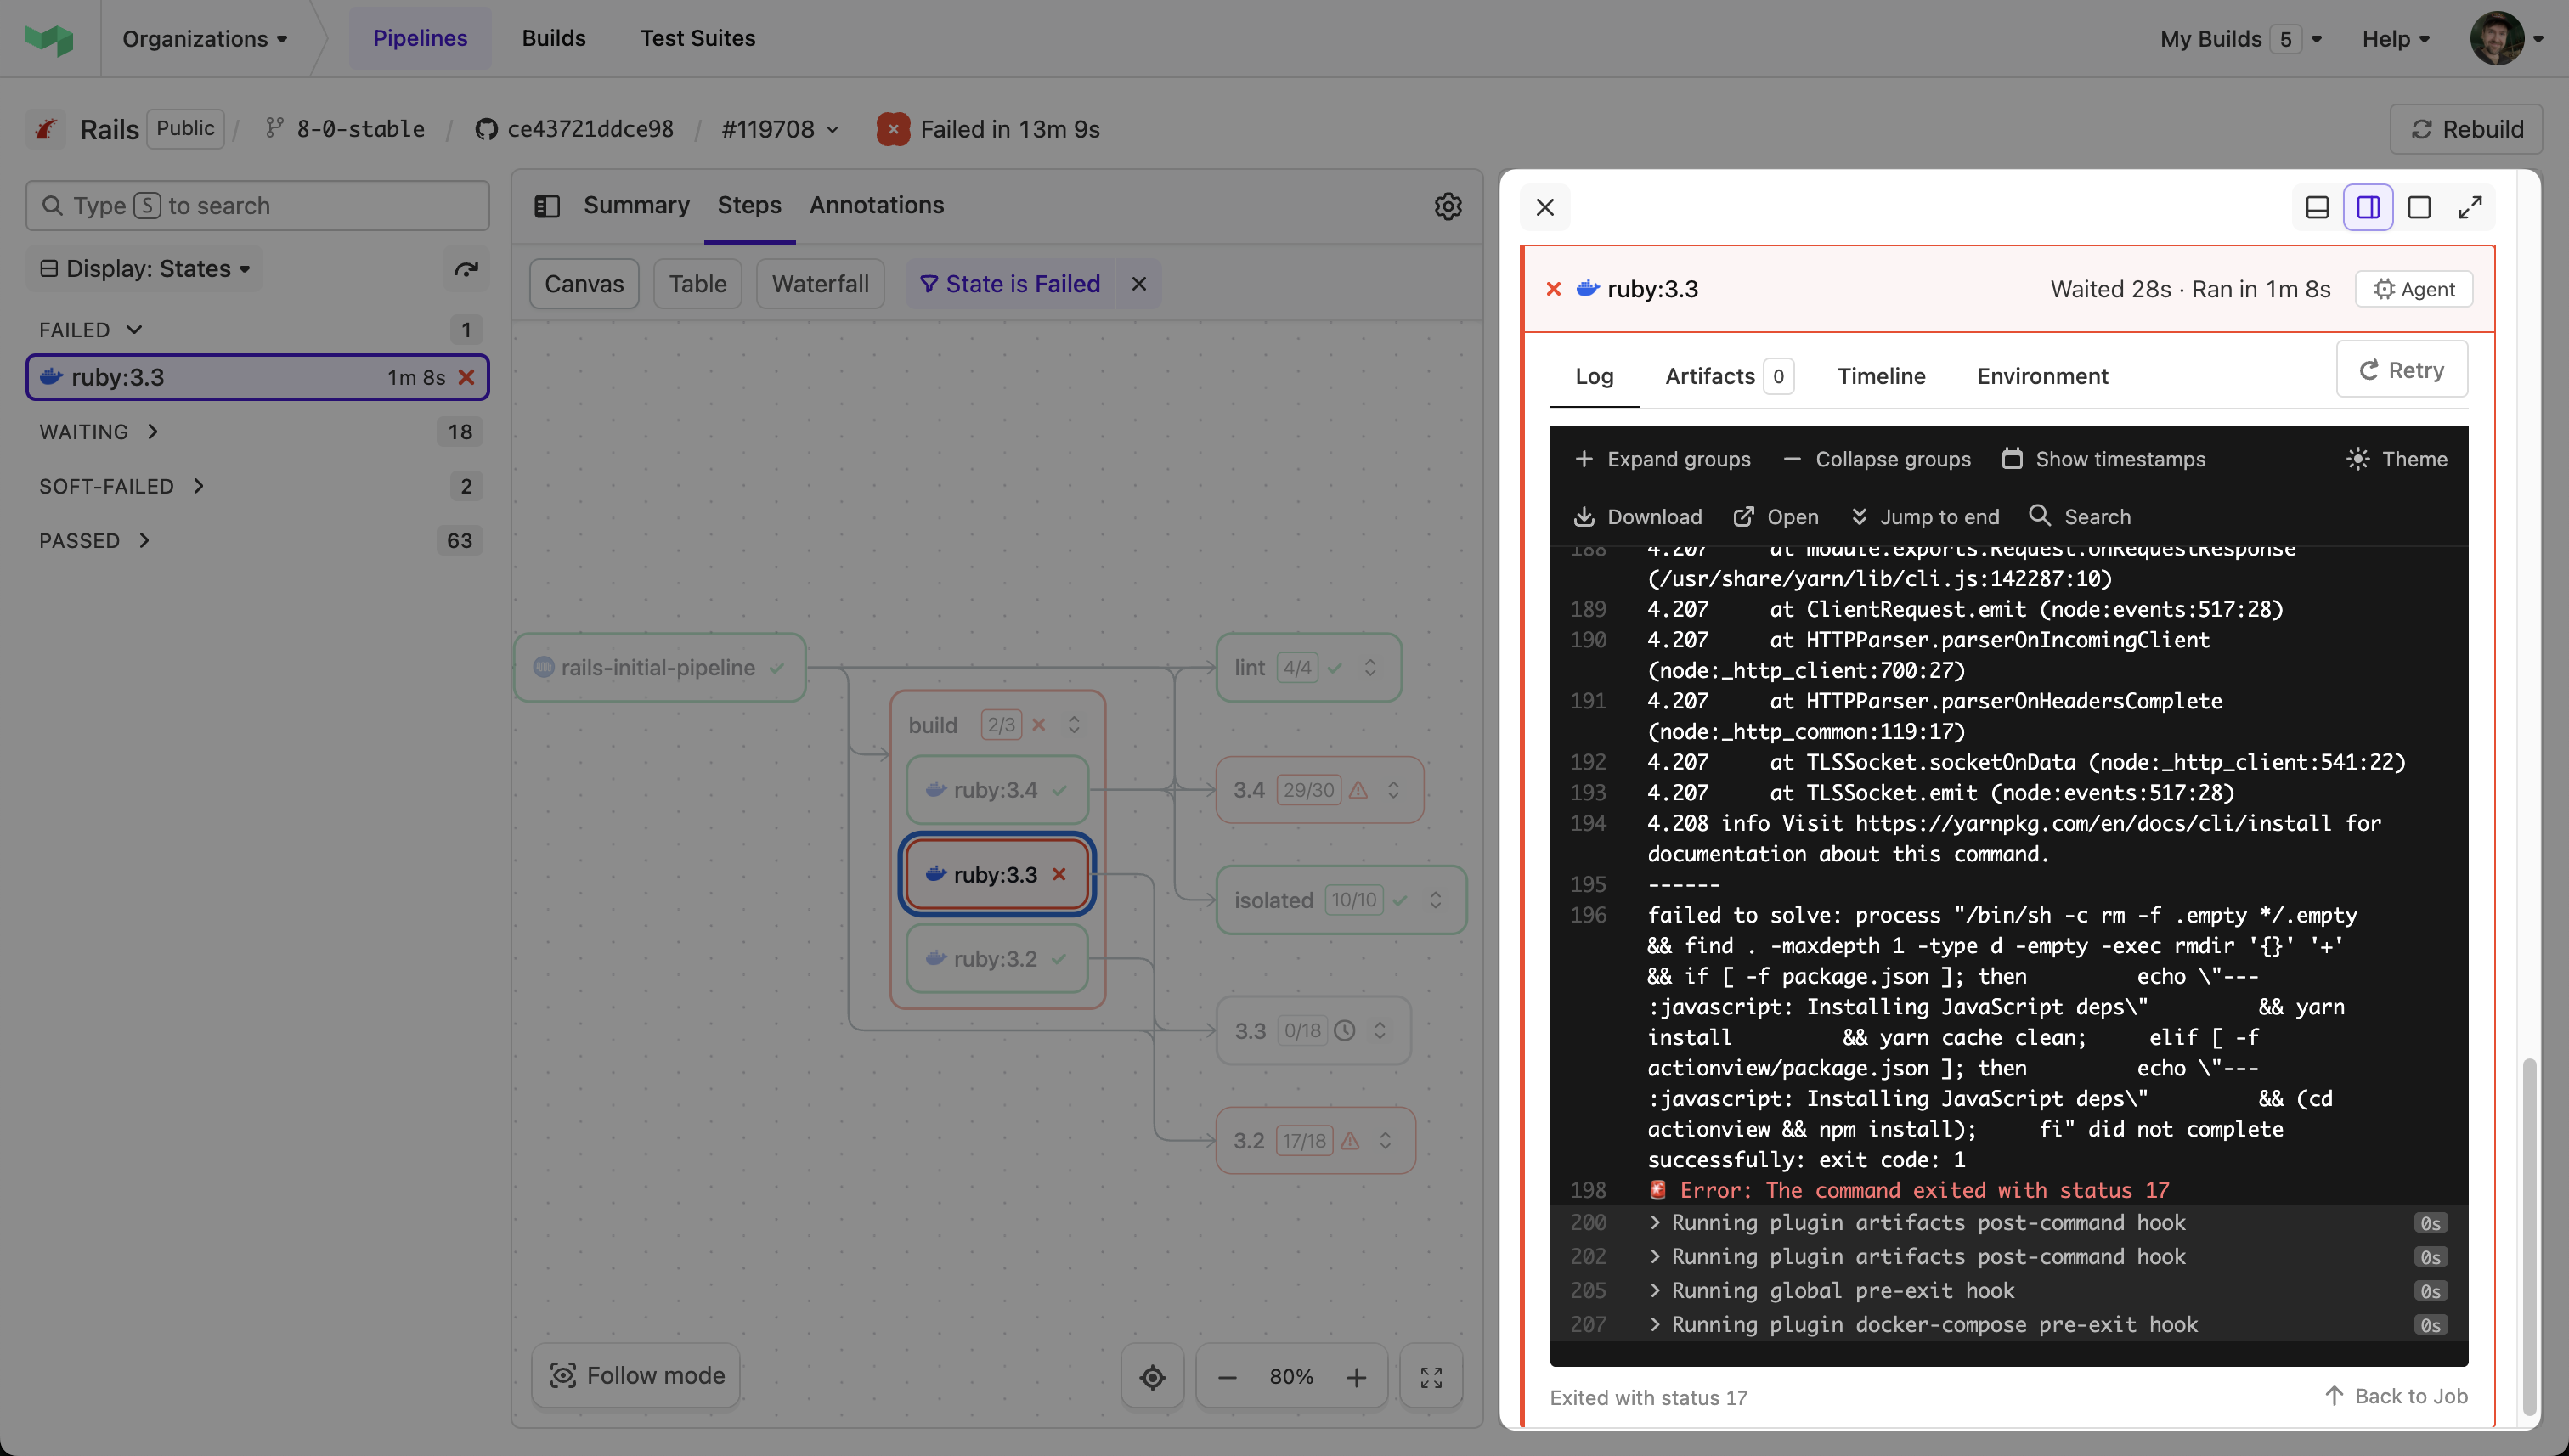 Organizations
Pipelines
Builds
Test Suites
My Builds 5
Help
Rails Public / 8-0-stable / ce43721ddce98 / #119708 Failed in 13m 9s
Rebuild
Type S to search
Display: States
FAILED 1
ruby:3.3 1m 8s
WAITING 18
SOFT-FAILED 2
PASSED 63
Summary Steps Annotations
Canvas Table Waterfall State is Failed
rails-initial-pipeline
build 2/3
ruby:3.4
ruby:3.3
ruby:3.2
lint 4/4
3.4 29/30
isolated 10/10
3.3 0/18
3.2 17/18
Follow mode
80%
ruby:3.3 Waited 28s · Ran in 1m 8s Agent
Log Artifacts 0 Timeline Environment Retry
Expand groups Collapse groups Show timestamps Theme
Download Open Jump to end Search
188 4.207 at module.exports.Request.onRequestResponse
(/usr/share/yarn/lib/cli.js:142287:10)
189 4.207 at ClientRequest.emit (node:events:517:28)
190 4.207 at HTTPParser.parserOnIncomingClient
(node:_http_client:700:27)
191 4.207 at HTTPParser.parserOnHeadersComplete
(node:_http_common:119:17)
192 4.207 at TLSSocket.socketOnData (node:_http_client:541:22)
193 4.207 at TLSSocket.emit (node:events:517:28)
194 4.208 info Visit https://yarnpkg.com/en/docs/cli/install for
documentation about this command.
195 ------
196 failed to solve: process "/bin/sh -c rm -f .empty */.empty
&& find . -maxdepth 1 -type d -empty -exec rmdir '{}' '+'
&& if [ -f package.json ]; then echo \"---
:javascript: Installing JavaScript deps\" && yarn
install && yarn cache clean; elif [ -f
actionview/package.json ]; then echo \"---
:javascript: Installing JavaScript deps\" && (cd
actionview && npm install); fi" did not complete
successfully: exit code: 1
198 🚨 Error: The command exited with status 17
200 > Running plugin artifacts post-command hook 0s
202 > Running plugin artifacts post-command hook 0s
205 > Running global pre-exit hook 0s
207 > Running plugin docker-compose pre-exit hook 0s
Exited with status 17
Back to Job